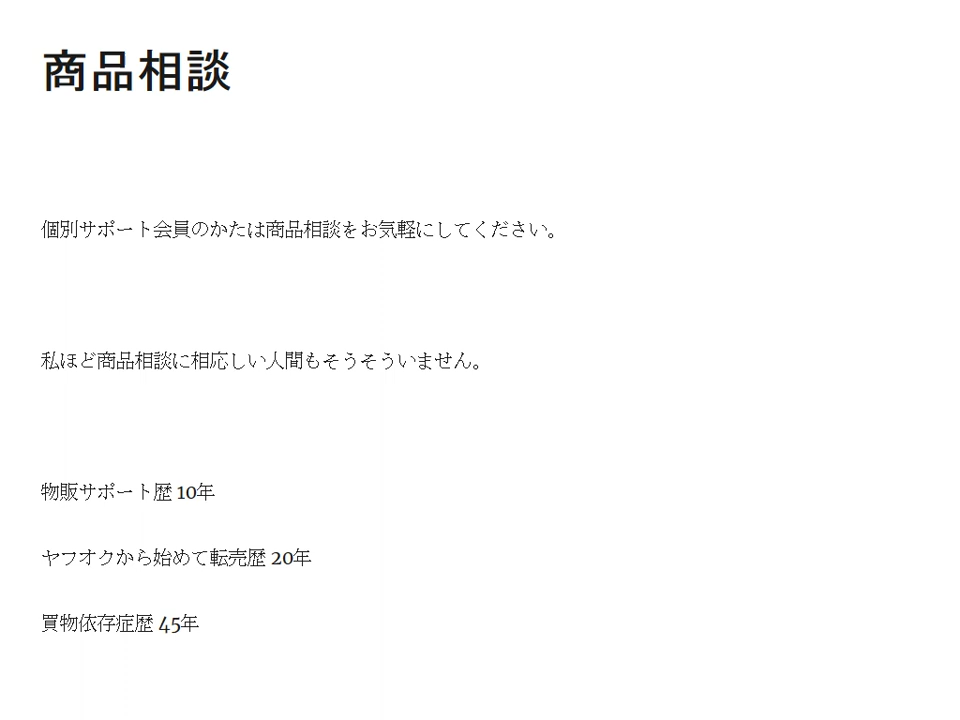 商品相談
個別サポート会員のかたは商品相談をお気軽にしてください。
私ほど商品相談に相応しい人間もそうそういません。
物販サポート歴 10年
ヤフオクから始めて転売歴 20年
買物依存症歴 45年